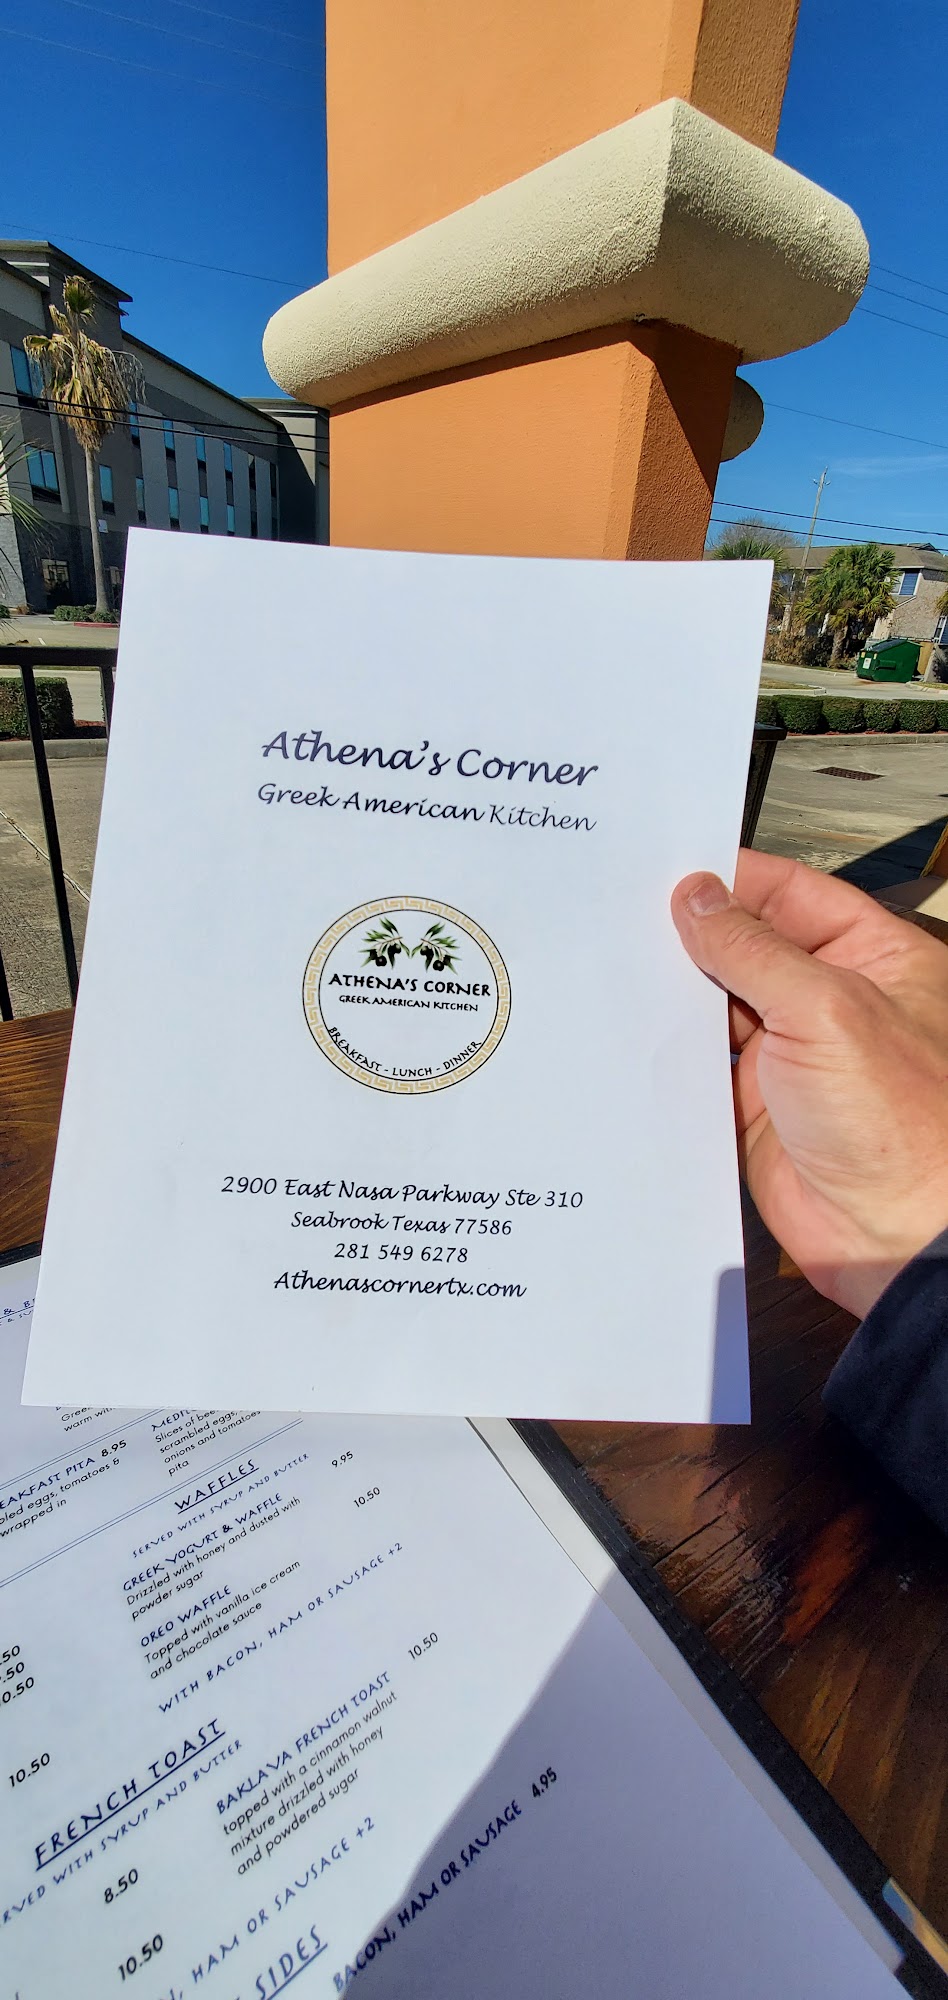 Athena's Corner
Greek American Kitchen
ATHENA'S CORNER
GREEK AMERICAN KITCHEN
BREAKFAST - LUNCH - DINNER
2900 East Nasa Parkway Ste 310
Seabrook Texas 77586
281 549 6278
Athenascornertx.com
warm with
Slices of
scrambled eggs,
onions and tomatoes
pita
PITA 8.95
eggs, tomatoes &
wrapped in
WAFFLES
SERVED WITH SYRUP AND BUTTER
9.95
GREEK YOGURT & WAFFLE
Drizzled with honey and dusted with
powder sugar
10.50
OREO WAFFLE
Topped with vanilla ice cream
and chocolate sauce
WITH BACON, HAM OR SAUSAGE +2
10.50
FRENCH TOAST
WITH SYRUP AND BUTTER
8.50
10.50
BAKLAVA FRENCH TOAST
10.50
topped with a cinnamon walnut
mixture drizzled with honey
and powdered sugar
HAM OR SAUSAGE +2
SIDES
BACON, HAM OR SAUSAGE 4.95